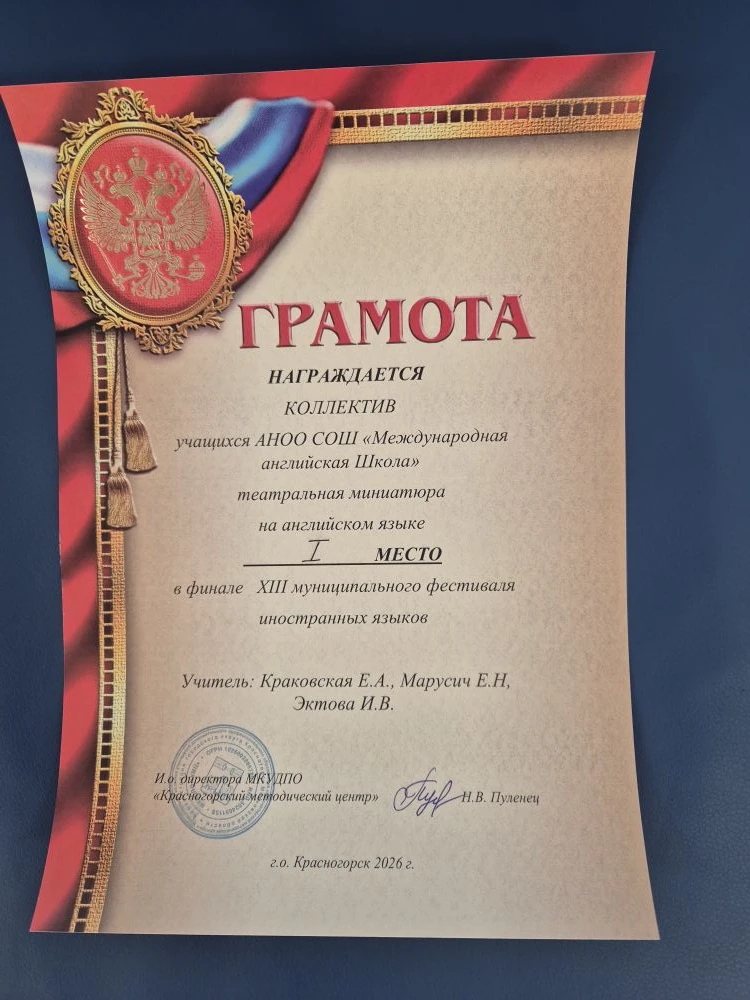 ГРАМОТА
НАГРАЖДАЕТСЯ
КОЛЛЕКТИВ
учащихся АНОО СОШ «Международная
английская Школа»
театральная миниатюра
на английском языке
I МЕСТО
в финале XIII муниципального фестиваля
иностранных языков
Учитель: Краковская Е.А., Марусич Е.Н,
Эктова И.В.
И.о. директора МКУДПО
«Красногорский методический центр» Н.В. Пуленец
г.о. Красногорск 2026 г.